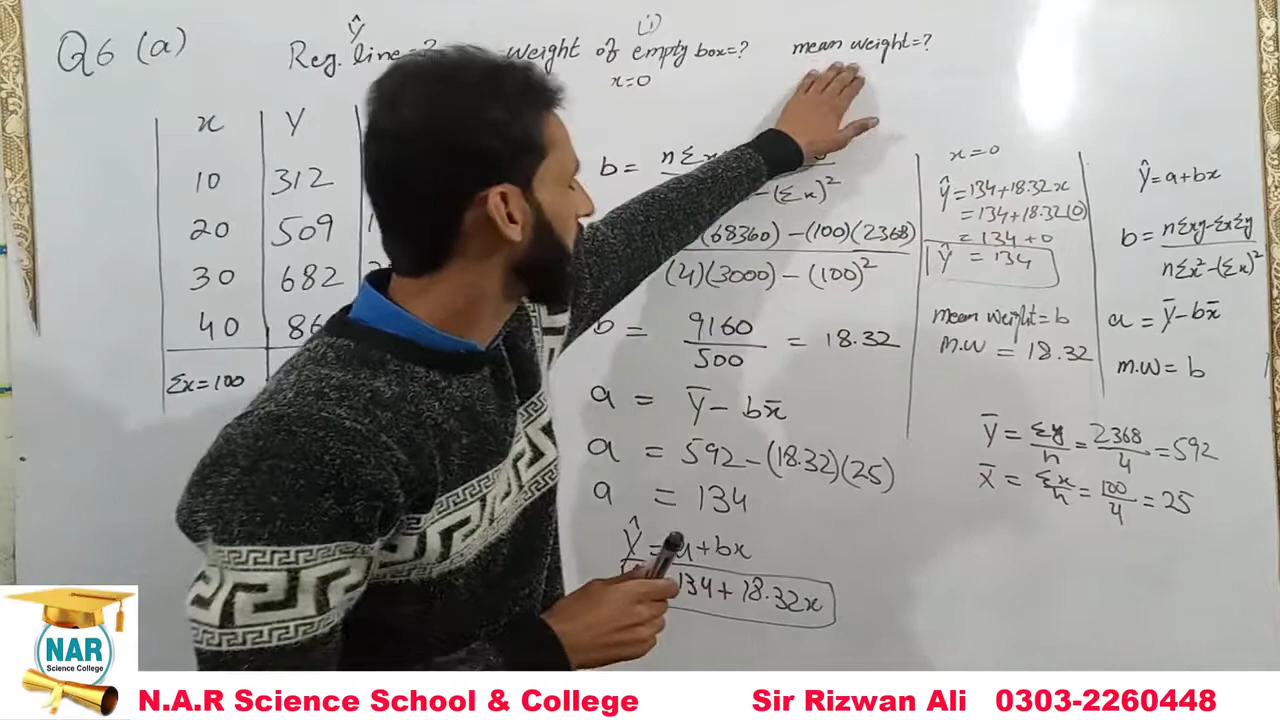 Q6 (a)
Ŷ
Reg. line=? weight of empty box=? mean weight=?
(i)
x=0
x Y
10 312
20 509
30 682
40 86
Σx=100
b= nΣx
-(Σx)²
(68360)-(100)(2368)
(4)(3000)-(100)²
b = 9160
500
= 18.32
a = Ȳ-bx̄
a = 592-(18.32)(25)
a = 134
Ŷ = a+bx
134+18.32x
x=0
Ŷ=134+18.32x
=134+18.32(0)
=134+0
Ŷ = 134
mean weight=b
M.W = 18.32
Ŷ=a+bx
b= nΣxy-ΣxΣy
nΣx²-(Σx)²
a= ȳ-bx̄
M.W= b
Ȳ = Σy/n = 2368/4 = 592
X̄ = Σx/n = 100/4 = 25
NAR
Science College
N.A.R Science School & College Sir Rizwan Ali 0303-2260448